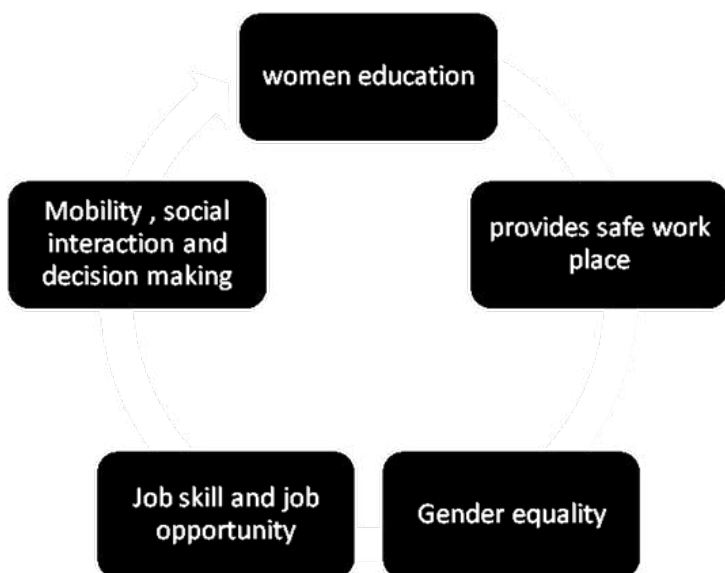 women education
provides safe work
place
Gender equality
Job skill and job
opportunity
Mobility , social
interaction and
decision making